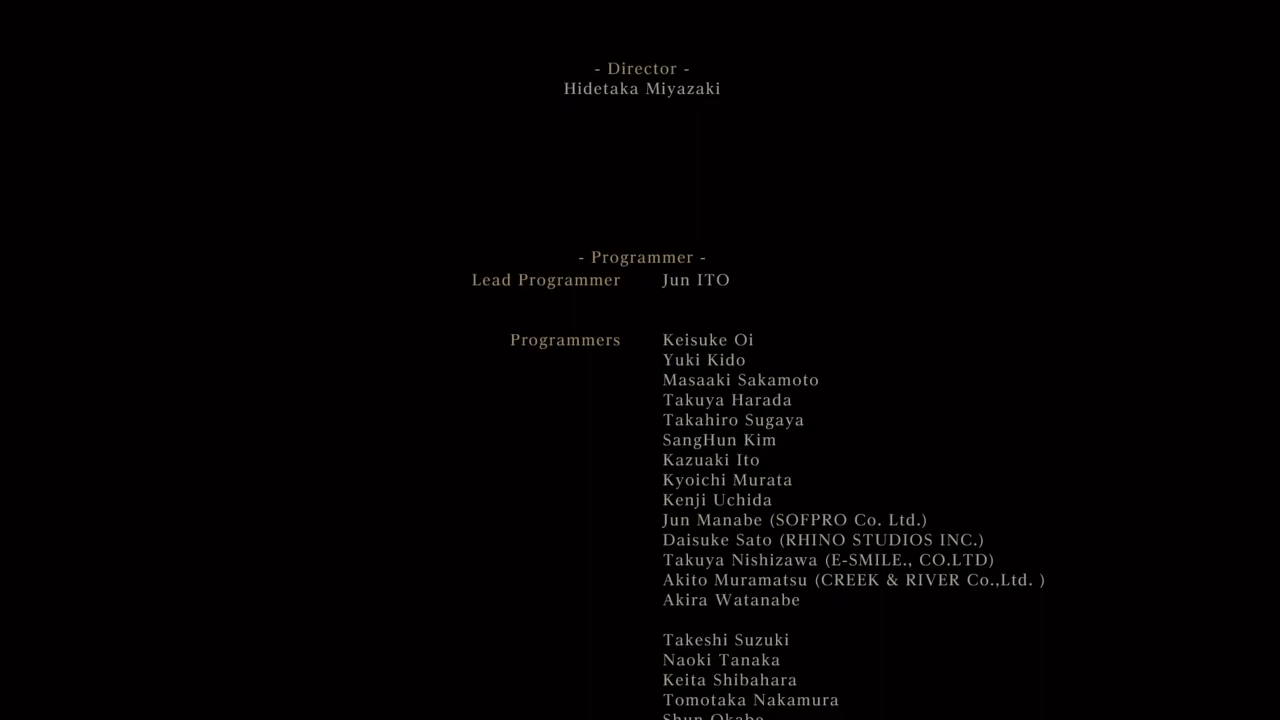 - Director -
Hidetaka Miyazaki
- Programmer -
Lead Programmer Jun ITO
Programmers Keisuke Oi
Yuki Kido
Masaaki Sakamoto
Takuya Harada
Takahiro Sugaya
SangHun Kim
Kazuaki Ito
Kyoichi Murata
Kenji Uchida
Jun Manabe (SOFPRO Co. Ltd.)
Daisuke Sato (RHINO STUDIOS INC.)
Takuya Nishizawa (E-SMILE., CO.LTD)
Akito Muramatsu (CREEK & RIVER Co.,Ltd. )
Akira Watanabe
Takeshi Suzuki
Naoki Tanaka
Keita Shibahara
Tomotaka Nakamura
Shun Okabe